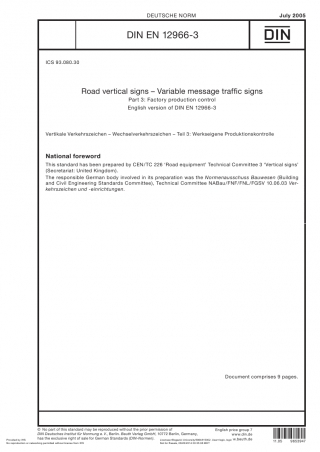 DEUTSCHE NORM
July 2005
DIN EN 12966-3
DIN
ICS 93.080.30
Road vertical signs – Variable message traffic signs
Part 3: Factory production control
English version of DIN EN 12966-3
Vertikale Verkehrszeichen – Wechselverkehrszeichen – Teil 3: Werkseigene Produktionskontrolle
National foreword
This standard has been prepared by CEN/TC 226 'Road equipment' Technical Committee 3 'Vertical signs'
(Secretariat: United Kingdom).
The responsible German body involved in its preparation was the Normenausschuss Bauwesen (Building
and Civil Engineering Standards Committee), Technical Committee NABau/FNF/FNL/FGSV 10.06.03 Ver-
kehrszeichen und -einrichtungen.
Document comprises 9 pages.
© No part of this standard may be reproduced without the prior permission of
DIN Deutsches Institut für Normung e. V., Berlin. Beuth Verlag GmbH, 10772 Berlin, Germany,
has the exclusive right of sale for German Standards (DIN-Normen).
English price group 7
www.din.de
www.beuth.de